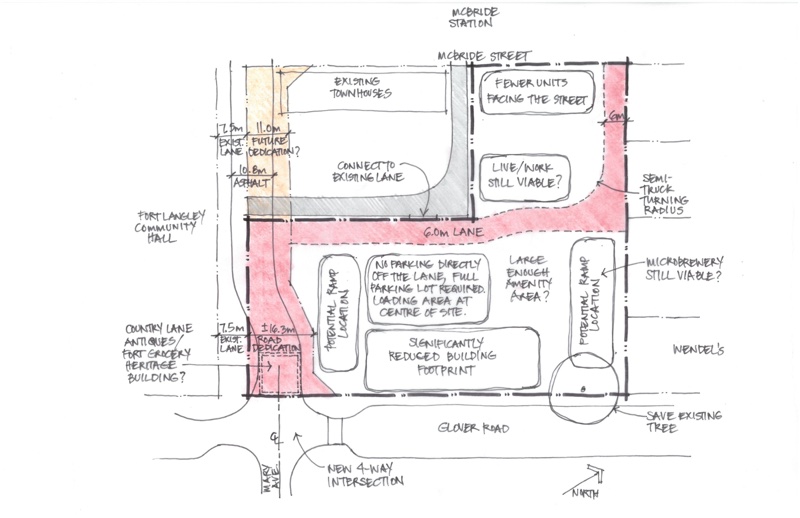 MCBRIDE
STATION
MCBRIDE STREET
EXISTING
TOWNHOUSES
FEWER UNITS
FACING THE STREET
7.5m
EXIST.
LANE
11.0m
FUTURE
DEDICATION?
6m
10.8m
ASPHALT
CONNECT TO
EXISTING LANE
LIVE/WORK
STILL VIABLE?
SEMI-
TRUCK
TURNING
RADIUS
FORT LANGLEY
COMMUNITY
HALL
6.0m LANE
POTENTIAL RAMP
LOCATION
NO PARKING DIRECTLY
OFF THE LANE, FULL
PARKING LOT REQUIRED.
LOADING AREA AT
CENTRE OF SITE.
LARGE
ENOUGH
AMENITY
AREA?
POTENTIAL RAMP
LOCATION
MICROBREWERY
STILL VIABLE?
COUNTRY LANE
ANTIQUES/
FORT GROCERY
HERITAGE
BUILDING?
7.5m
EXIST.
LANE
±16.3m
ROAD
DEDICATION
SIGNIFICANTLY
REDUCED BUILDING
FOOTPRINT
WENDEL'S
SAVE EXISTING
TREE
GLOVER ROAD
MARY AVE.
NEW 4-WAY
INTERSECTION
NORTH